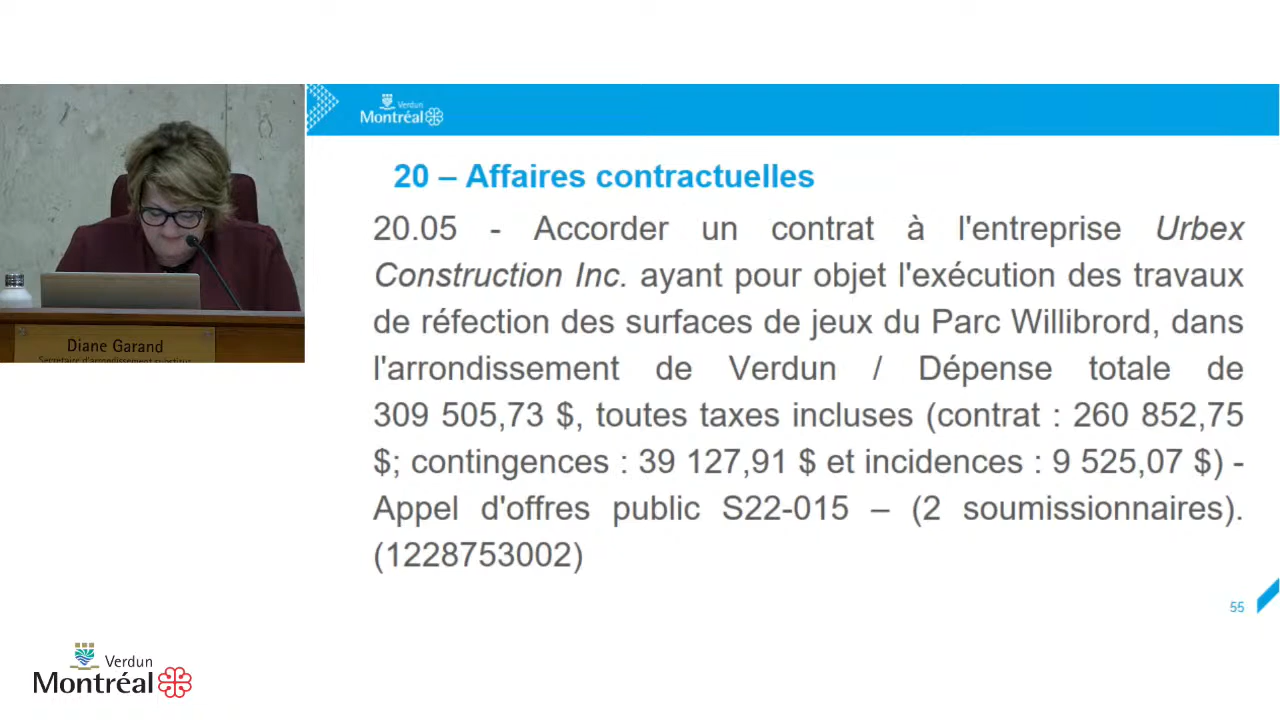 Verdun
Montréal
20 – Affaires contractuelles
20.05 - Accorder un contrat à l'entreprise Urbex
Construction Inc. ayant pour objet l'exécution des travaux
de réfection des surfaces de jeux du Parc Willibrord, dans
l'arrondissement de Verdun / Dépense totale de
309 505,73 $, toutes taxes incluses (contrat : 260 852,75
$; contingences : 39 127,91 $ et incidences : 9 525,07 $) -
Appel d'offres public S22-015 – (2 soumissionnaires).
(1228753002)
55
Diane Garand
Secrétaire d'arrondissement substitut
Verdun
Montréal